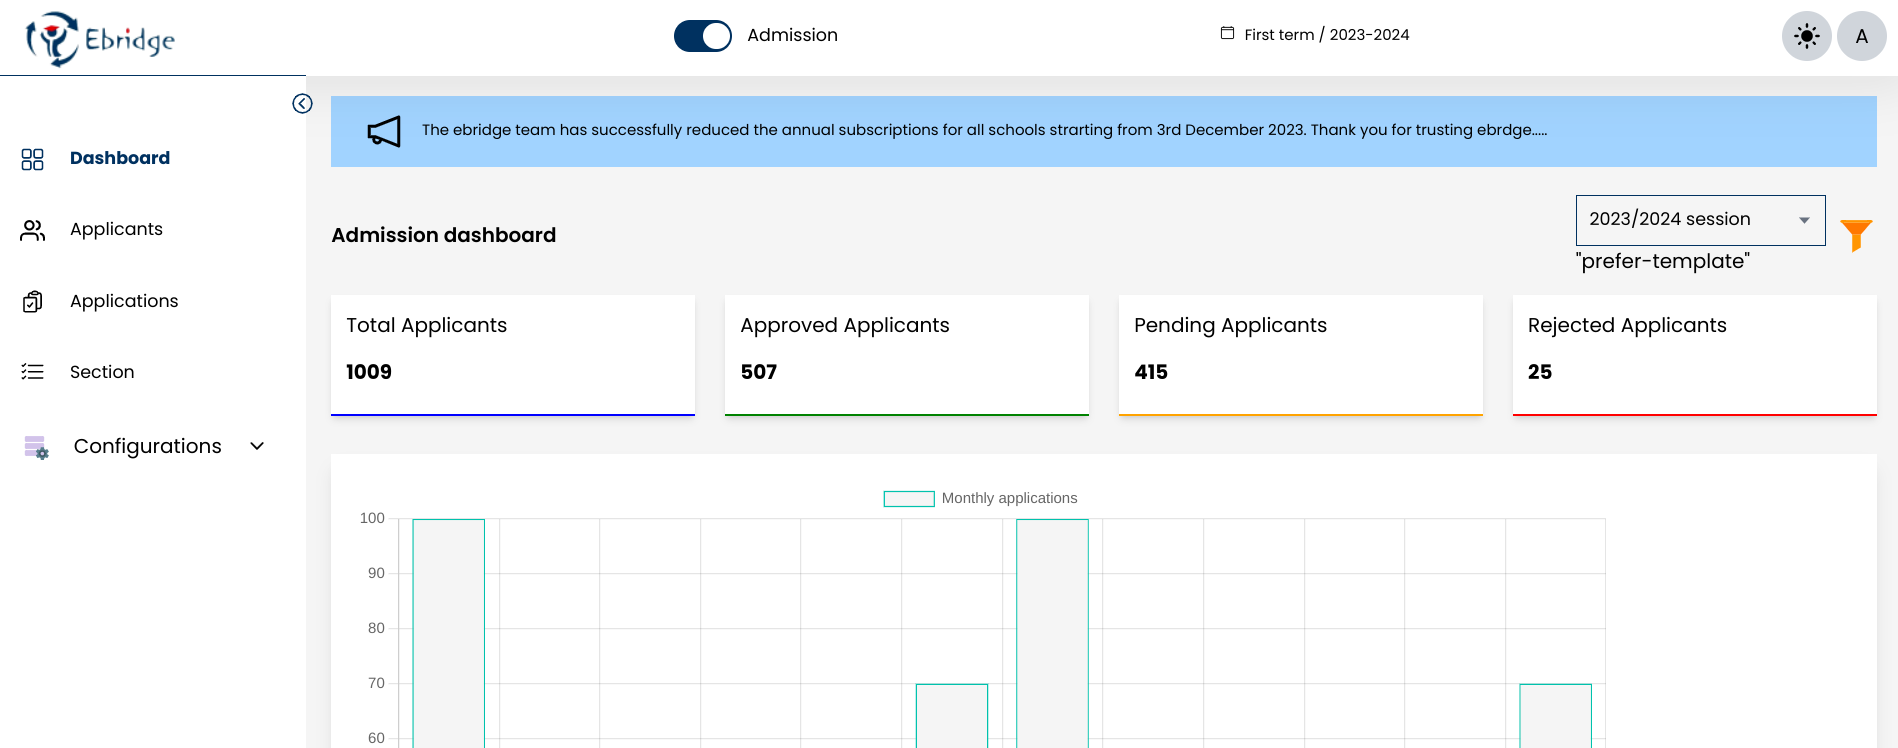 Ebridge
Admission
First term / 2023-2024
A
The ebridge team has successfully reduced the annual subscriptions for all schools strarting from 3rd December 2023. Thank you for trusting ebrdge.....
Dashboard
Applicants
Applications
Section
Configurations
Admission dashboard
2023/2024 session
"prefer-template"
Total Applicants
1009
Approved Applicants
507
Pending Applicants
415
Rejected Applicants
25
Monthly applications
100
90
80
70
60